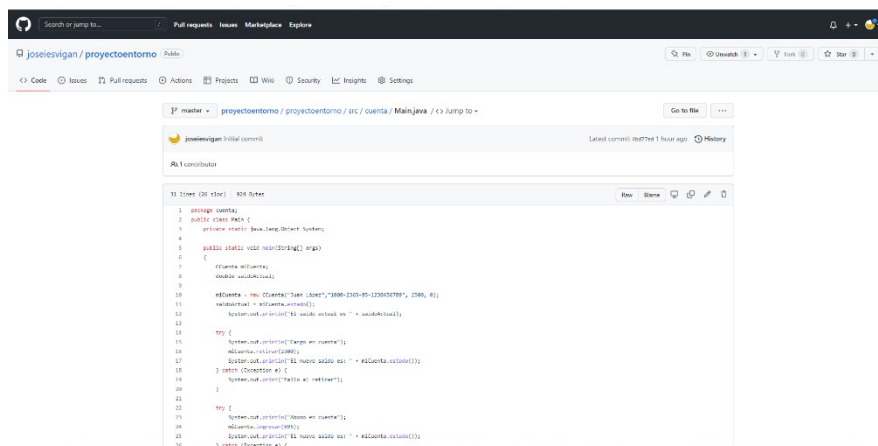 Search or jump to...
/
Pull requests Issues Marketplace Explore
joseiesvigan / proyectoentorno Public
Pin
Unwatch 1
Fork 0
Star 0
Code Issues Pull requests Actions Projects Wiki Security Insights Settings
master
proyectoentorno / proyectoentorno / src / cuenta / Main.java / <> Jump to
Go to file
...
joseiesvigan Initial commit
Latest commit 1 hour ago History
1 contributor
31 lines (26 sloc) 924 Bytes
Raw Blame
1 package cuenta;
2 public class Main {
3 private static java.lang.Object System;
4
5 public static void main(String[] args)
6 {
7 CCuenta miCuenta;
8 double saldoActual;
9
10 miCuenta = new CCuenta("Juan López","1000-2365-85-1230456789", 2500, 0);
11 saldoActual = miCuenta.estado();
12 System.out.println("El saldo actual es " + saldoActual);
13
14 try {
15 System.out.println("Cargo en cuenta");
16 miCuenta.retirar(2300);
17 System.out.println("El nuevo saldo es: " + miCuenta.estado());
18 } catch (Exception e) {
19 System.out.print("Fallo al retirar");
20 }
21
22 try {
23 System.out.println("Abono en cuenta");
24 miCuenta.ingresar(695);
25 System.out.println("El nuevo saldo es: " + miCuenta.estado());
26 } catch (Exception e) {